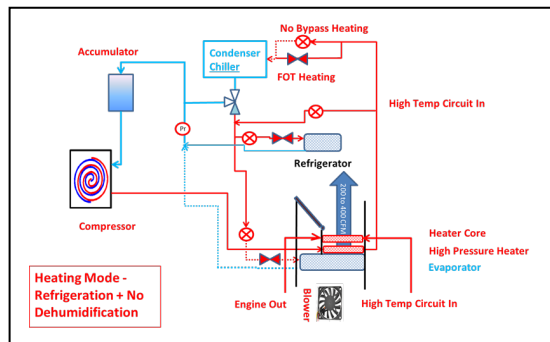 No Bypass Heating
Accumulator
Condenser
Chiller
FOT Heating
High Temp Circuit In
Pr
Refrigerator
200 to 400 CFM
Compressor
Heater Core
High Pressure Heater
Evaporator
Heating Mode -
Refrigeration + No
Dehumidification
Engine Out
Blower
High Temp Circuit In